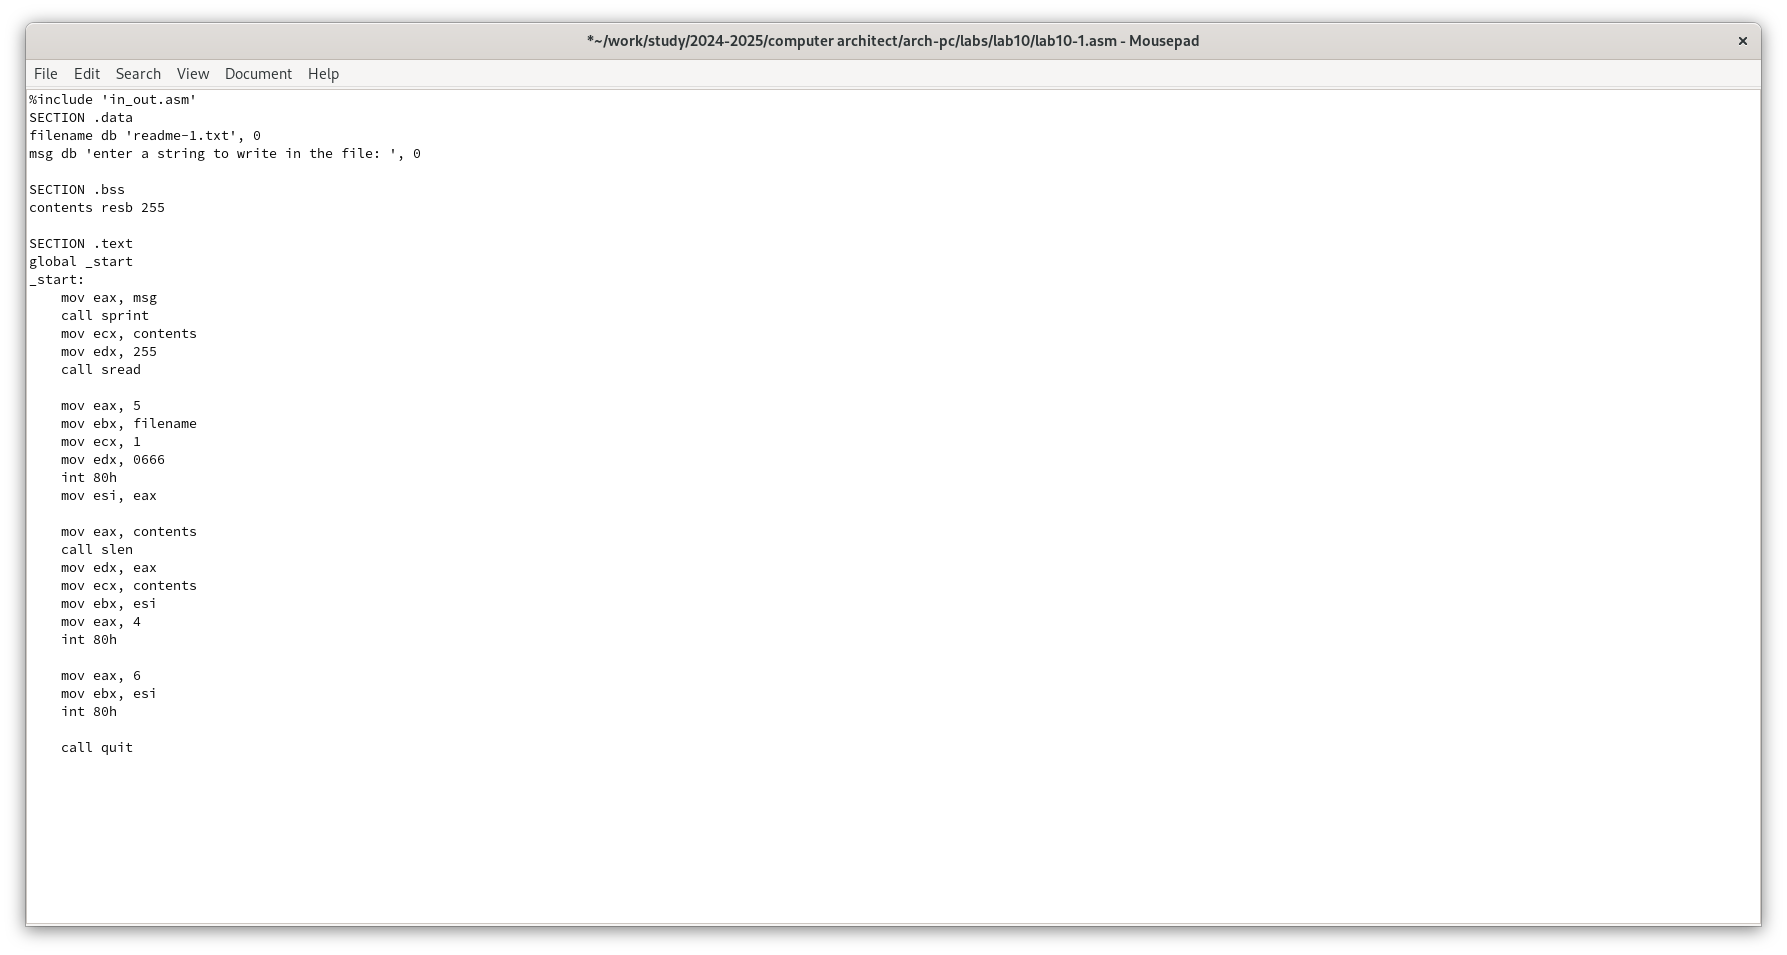 *~/work/study/2024-2025/computer architect/arch-pc/labs/lab10/lab10-1.asm - Mousepad
×
File Edit Search View Document Help
%include 'in_out.asm'
SECTION .data
filename db 'readme-1.txt', 0
msg db 'enter a string to write in the file: ', 0

SECTION .bss
contents resb 255

SECTION .text
global _start
_start:
    mov eax, msg
    call sprint
    mov ecx, contents
    mov edx, 255
    call sread

    mov eax, 5
    mov ebx, filename
    mov ecx, 1
    mov edx, 0666
    int 80h
    mov esi, eax

    mov eax, contents
    call slen
    mov edx, eax
    mov ecx, contents
    mov ebx, esi
    mov eax, 4
    int 80h

    mov eax, 6
    mov ebx, esi
    int 80h

    call quit